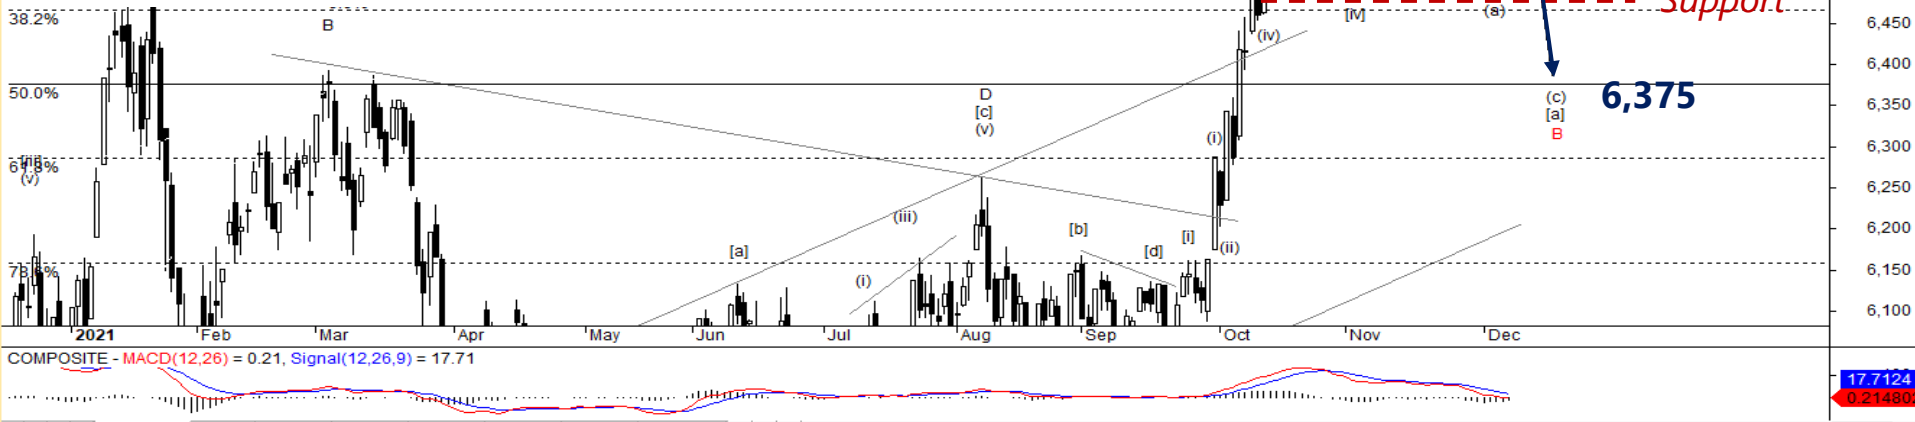 38.2%
B
[iv]
(a)
Support
6,450
(iv)
6,400
50.0%
D
(c)
6,375
6,350
[c]
[a]
(v)
B
(i)
6,300
61.8%
(v)
6,250
(iii)
6,200
[b]
[i]
(ii)
[a]
[d]
78.6%
(i)
6,150
6,100
2021 Feb Mar Apr May Jun Jul Aug Sep Oct Nov Dec
COMPOSITE - MACD(12,26) = 0.21, Signal(12,26,9) = 17.71
17.7124
0.214802